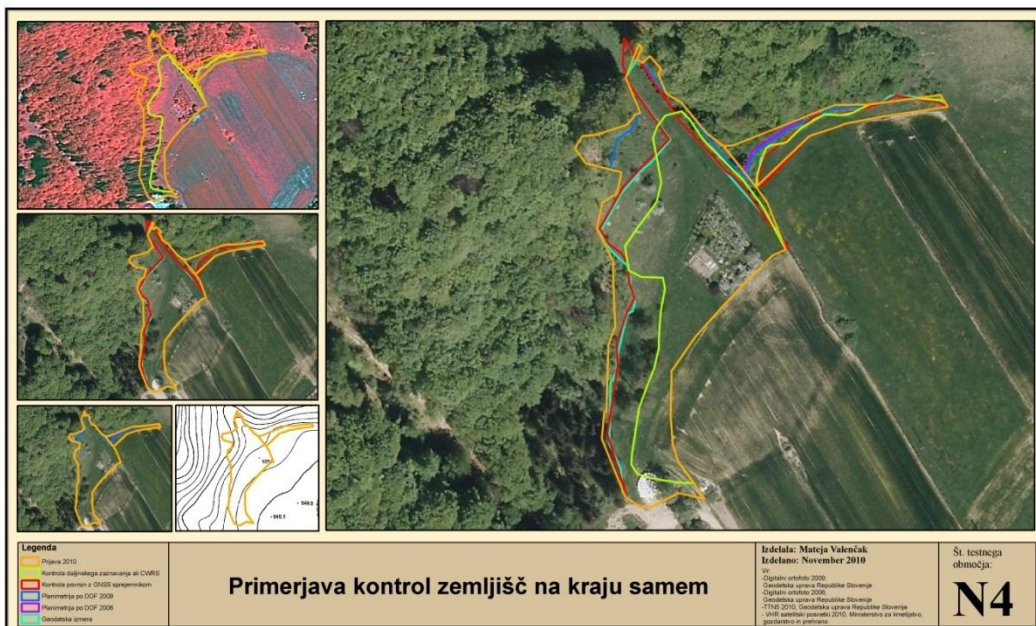 Legenda
Prijava 2010
Kontrola daljinskega zaznavanja ali CWRS
Kontrola površin z GNSS sprejemnikom
Planimetrija po DOF 2009
Planimetrija po DOF 2006
Geodetska izmera
Primerjava kontrol zemljišč na kraju samem
Izdelala: Mateja Valenčak
Izdelano: November 2010
Vir:
-Digitalni ortofoto 2009,
Geodetska uprava Republike Slovenije
-Digitalni ortofoto 2006,
Geodetska uprava Republike Slovenije
-TTN5 2010, Geodetska uprava Republike Slovenije
- VHR satelitski posnetki 2010, Ministrstvo za kmetijstvo,
gozdarstvo in prehrano
Št. testnega
območja:
N4